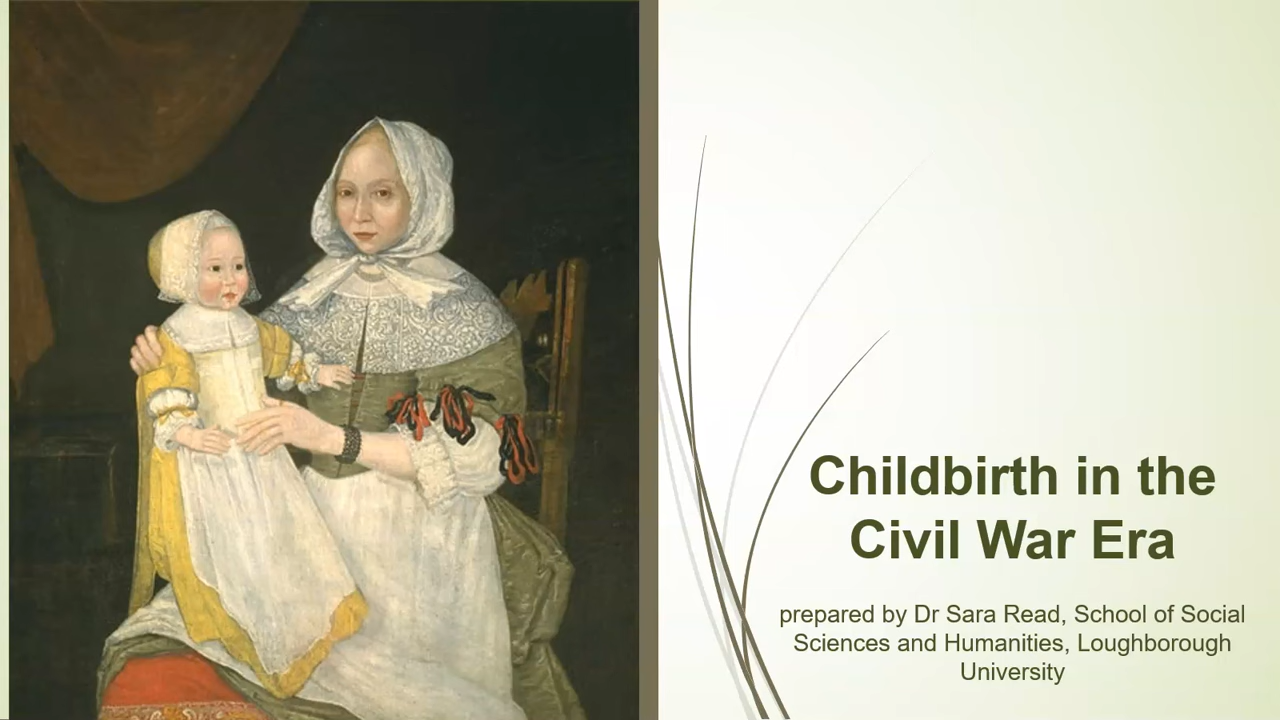 Childbirth in the
Civil War Era
prepared by Dr Sara Read, School of Social
Sciences and Humanities, Loughborough
University